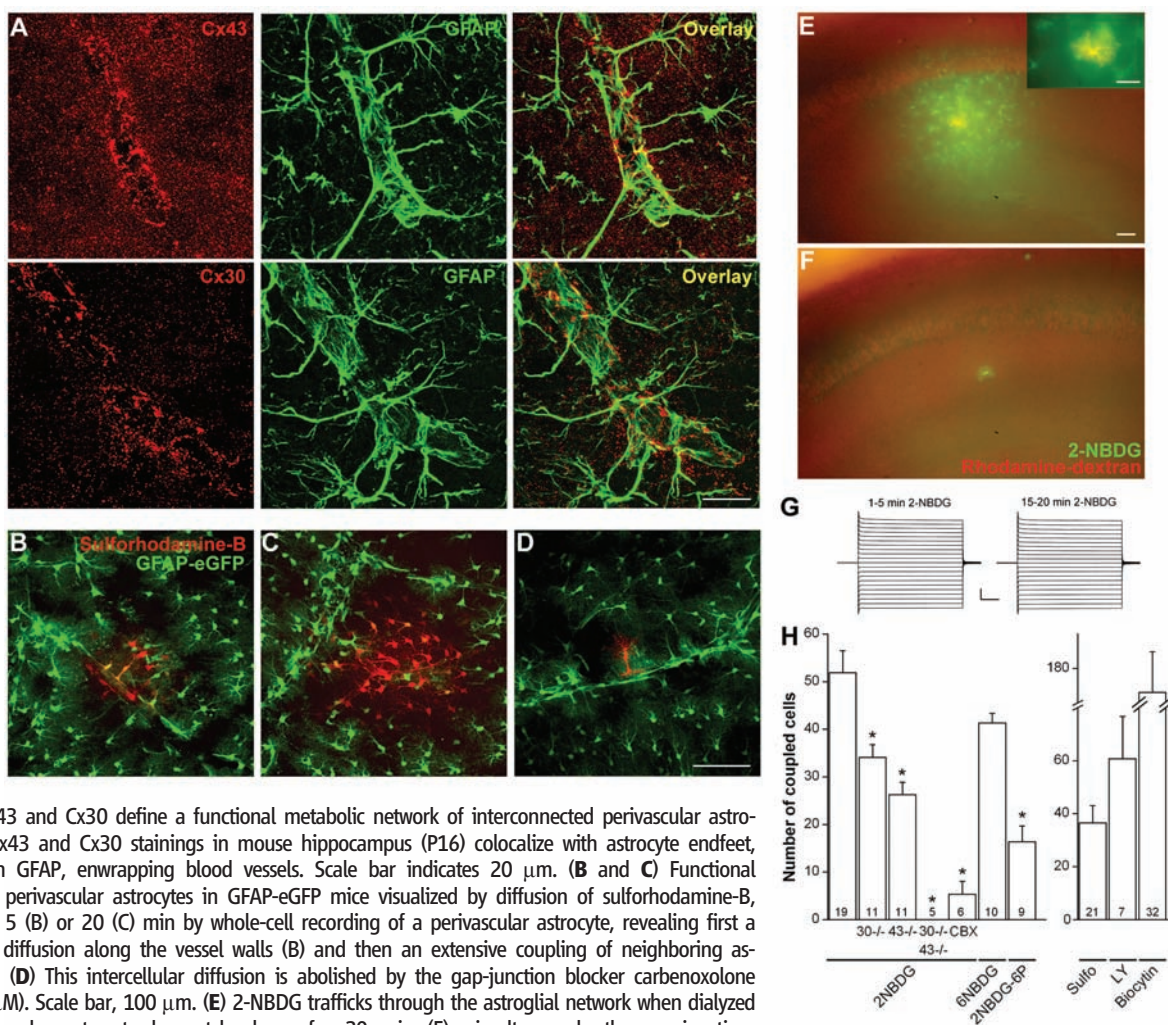 A
Cx43
GFAP
Overlay
Cx30
GFAP
Overlay
B
Sulforhodamine-B
GFAP-eGFP
C
D
E
F
2-NBDG
Rhodamine-dextran
G
1-5 min 2-NBDG
15-20 min 2-NBDG
H
Number of coupled cells
60
50
40
30
20
10
0
*
*
*
*
*
19
11
11
5
6
10
9
30-/-
43-/-
30-/-
43-/-
CBX
2NBDG
6NBDG
2NBDG-6P
180
60
40
20
0
21
7
32
Sulfo
LY
Biocytin
43 and Cx30 define a functional metabolic network of interconnected perivascular astro-
x43 and Cx30 stainings in mouse hippocampus (P16) colocalize with astrocyte endfeet,
GFAP, enwrapping blood vessels. Scale bar indicates 20 μm. (B and C) Functional
perivascular astrocytes in GFAP-eGFP mice visualized by diffusion of sulforhodamine-B,
5 (B) or 20 (C) min by whole-cell recording of a perivascular astrocyte, revealing first a
diffusion along the vessel walls (B) and then an extensive coupling of neighboring as-
(D) This intercellular diffusion is abolished by the gap-junction blocker carbenoxolone
M). Scale bar, 100 μm. (E) 2-NBDG trafficks through the astroglial network when dialyzed